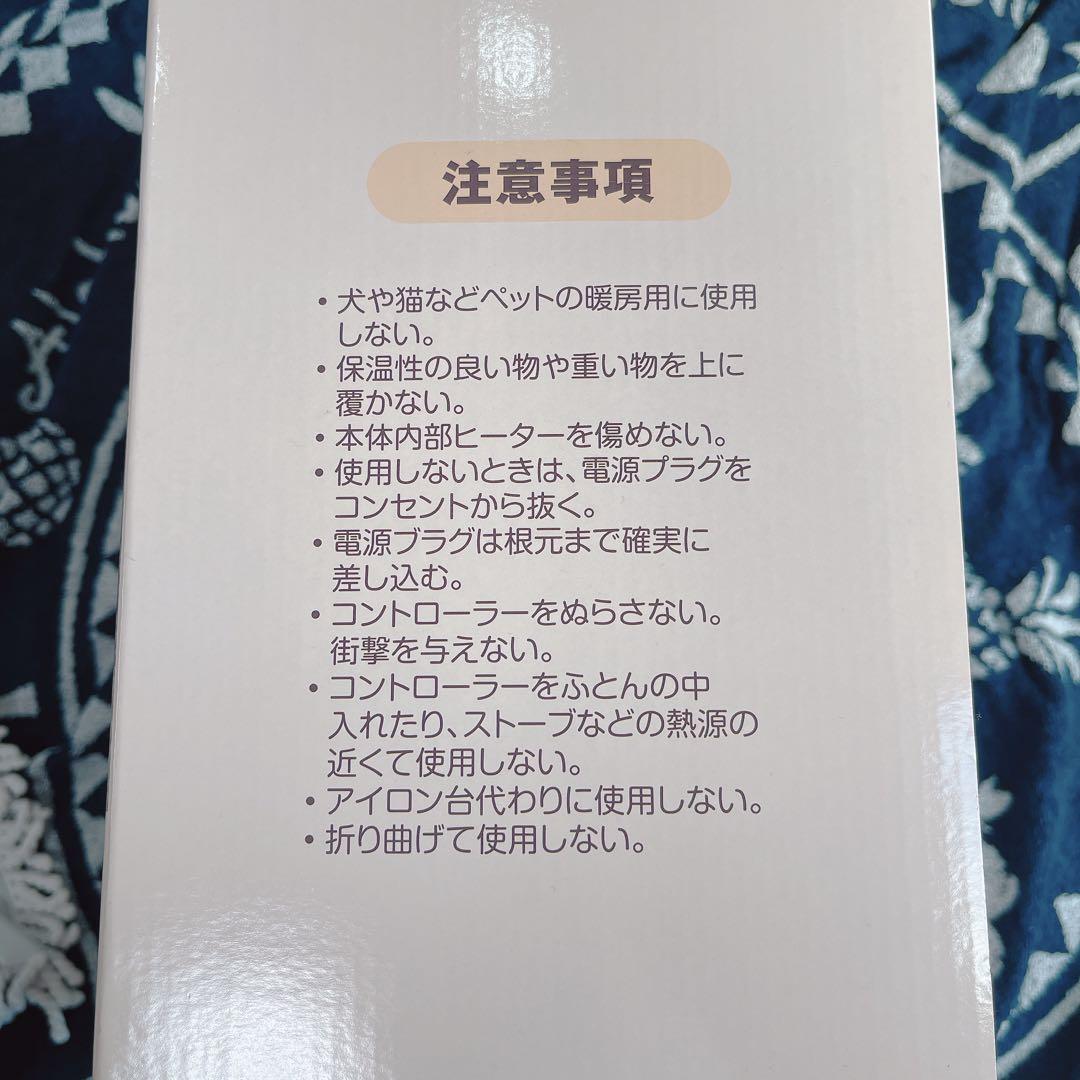 注意事項
・犬や猫などペットの暖房用に使用
しない。
・保温性の良い物や重い物を上に
覆かない。
・本体内部ヒーターを傷めない。
・使用しないときは、電源プラグを
コンセントから抜く。
・電源ブラグは根元まで確実に
差し込む。
・コントローラーをぬらさない。
街撃を与えない。
・コントローラーをふとんの中
入れたり、ストーブなどの熱源の
近くて使用しない。
・アイロン台代わりに使用しない。
・折り曲げて使用しない。